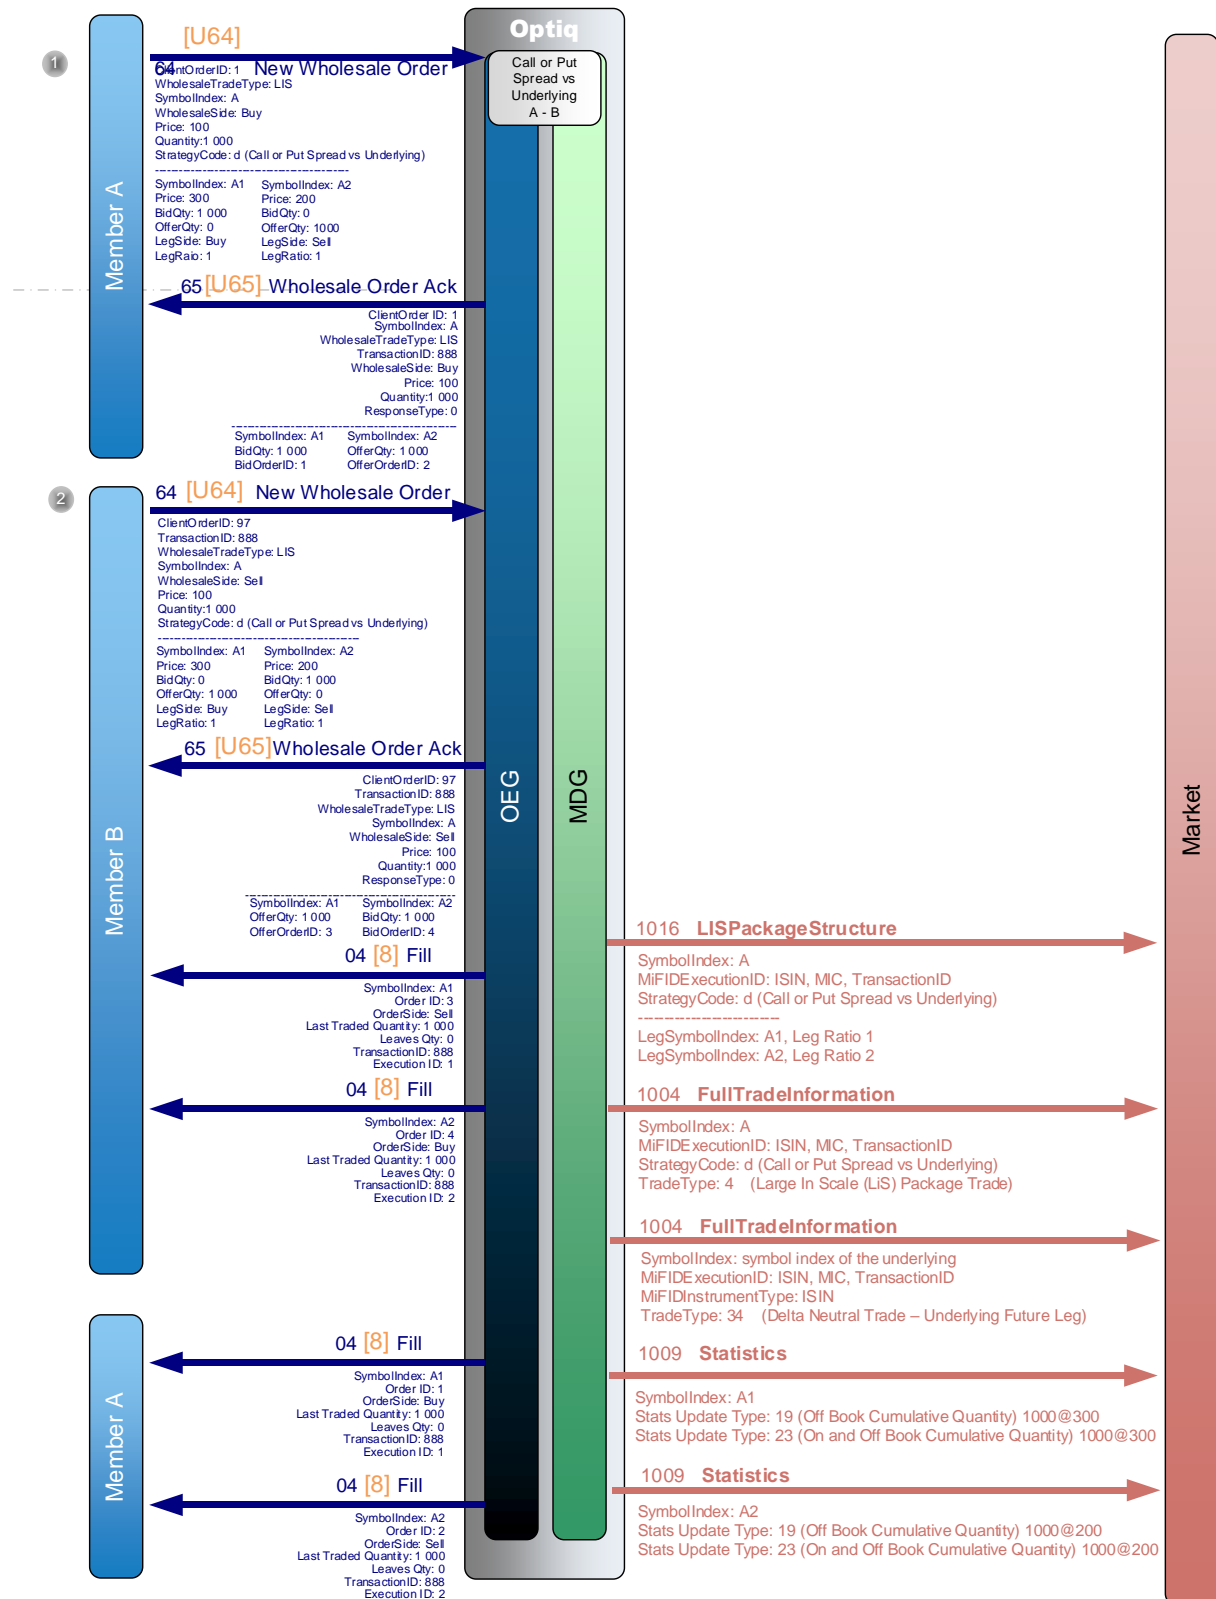 Optiq
Call or Put
Spread vs
Underlying
A - B
1
[U64]
64 New Wholesale Order
ClientOrderID: 1
WholesaleTradeType: LIS
SymbolIndex: A
WholesaleSide: Buy
Price: 100
Quantity:1 000
StrategyCode: d (Call or Put Spread vs Underlying)
-----------------------------------------------
SymbolIndex: A1 SymbolIndex: A2
Price: 300 Price: 200
BidQty: 1 000 BidQty: 0
OfferQty: 0 OfferQty: 1000
LegSide: Buy LegSide: Sell
LegRaio: 1 LegRatio: 1
Member A
65 [U65] Wholesale Order Ack
ClientOrder ID: 1
SymbolIndex: A
WholesaleTradeType: LIS
TransactionID: 888
WholesaleSide: Buy
Price: 100
Quantity:1 000
ResponseType: 0
-----------------------------------------------
SymbolIndex: A1 SymbolIndex: A2
BidQty: 1 000 OfferQty: 1 000
BidOrderID: 1 OfferOrderID: 2
2
64 [U64] New Wholesale Order
ClientOrderID: 97
TransactionID: 888
WholesaleTradeType: LIS
SymbolIndex: A
WholesaleSide: Sell
Price: 100
Quantity:1 000
StrategyCode: d (Call or Put Spread vs Underlying)
-----------------------------------------------
SymbolIndex: A1 SymbolIndex: A2
Price: 300 Price: 200
BidQty: 0 BidQty: 1 000
OfferQty: 1 000 OfferQty: 0
LegSide: Buy LegSide: Sell
LegRatio: 1 LegRatio: 1
65 [U65] Wholesale Order Ack
ClientOrderID: 97
TransactionID: 888
WholesaleTradeType: LIS
SymbolIndex: A
WholesaleSide: Sell
Price: 100
Quantity:1 000
ResponseType: 0
-----------------------------------------------
SymbolIndex: A1 SymbolIndex: A2
OfferQty: 1 000 BidQty: 1 000
OfferOrderID: 3 BidOrderID: 4
Member B
OEG
MDG
Market
04 [8] Fill
SymbolIndex: A1
Order ID: 3
OrderSide: Sell
Last Traded Quantity: 1 000
Leaves Qty: 0
TransactionID: 888
Execution ID: 1
04 [8] Fill
SymbolIndex: A2
Order ID: 4
OrderSide: Buy
Last Traded Quantity: 1 000
Leaves Qty: 0
TransactionID: 888
Execution ID: 2
1016 LISPackageStructure
SymbolIndex: A
MiFIDExecutionID: ISIN, MIC, TransactionID
StrategyCode: d (Call or Put Spread vs Underlying)
---------------------------
LegSymbolIndex: A1, Leg Ratio 1
LegSymbolIndex: A2, Leg Ratio 2
1004 FullTradeInformation
SymbolIndex: A
MiFIDExecutionID: ISIN, MIC, TransactionID
StrategyCode: d (Call or Put Spread vs Underlying)
TradeType: 4 (Large In Scale (LiS) Package Trade)
1004 FullTradeInformation
SymbolIndex: symbol index of the underlying
MiFIDExecutionID: ISIN, MIC, TransactionID
MiFIDInstrumentType: ISIN
TradeType: 34 (Delta Neutral Trade – Underlying Future Leg)
Member A
04 [8] Fill
SymbolIndex: A1
Order ID: 1
OrderSide: Buy
Last Traded Quantity: 1 000
Leaves Qty: 0
TransactionID: 888
Execution ID: 1
04 [8] Fill
SymbolIndex: A2
Order ID: 2
OrderSide: Sell
Last Traded Quantity: 1 000
Leaves Qty: 0
TransactionID: 888
Execution ID: 2
1009 Statistics
SymbolIndex: A1
Stats Update Type: 19 (Off Book Cumulative Quantity) 1000@300
Stats Update Type: 23 (On and Off Book Cumulative Quantity) 1000@300
1009 Statistics
SymbolIndex: A2
Stats Update Type: 19 (Off Book Cumulative Quantity) 1000@200
Stats Update Type: 23 (On and Off Book Cumulative Quantity) 1000@200